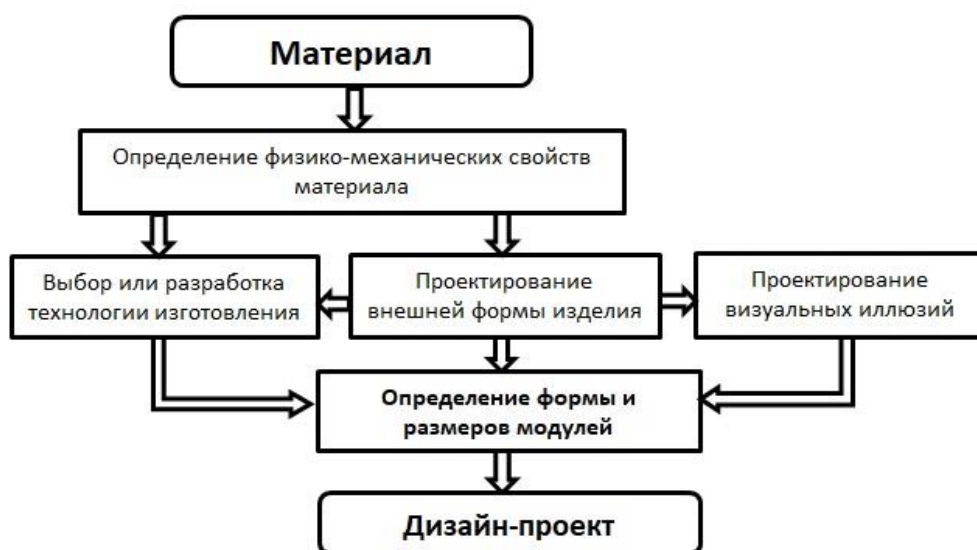 Материал
Определение физико-механических свойств
материала
Выбор или разработка
технологии изготовления
Проектирование
внешней формы изделия
Проектирование
визуальных иллюзий
Определение формы и
размеров модулей
Дизайн-проект